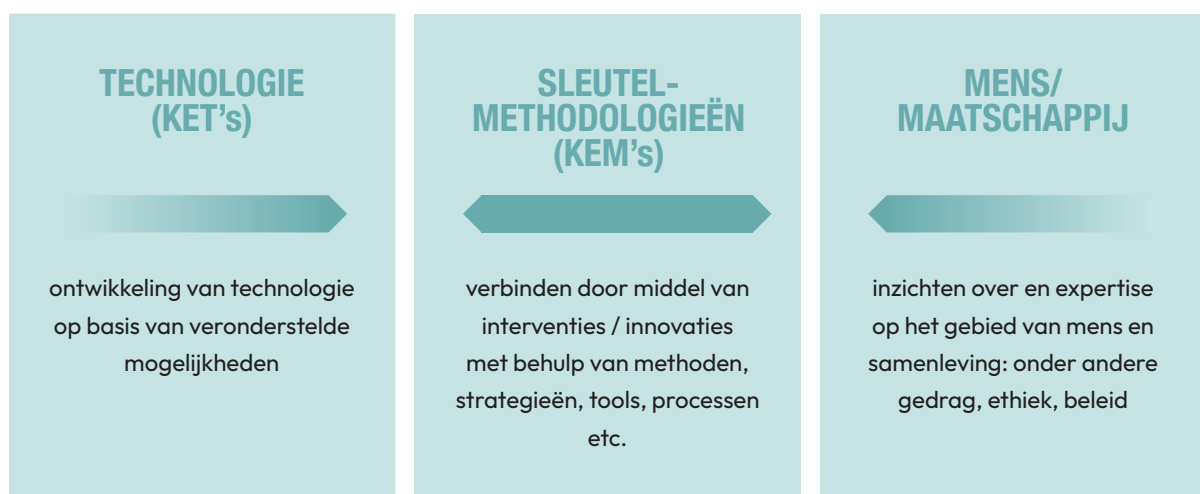 TECHNOLOGIE
(KET's)
ontwikkeling van technologie
op basis van veronderstelde
mogelijkheden
SLEUTEL-
METHODOLOGIEËN
(KEM's)
verbinden door middel van
interventies / innovaties
met behulp van methoden,
strategieën, tools, processen
etc.
MENS/
MAATSCHAPPIJ
inzichten over en expertise
op het gebied van mens en
samenleving: onder andere
gedrag, ethiek, beleid